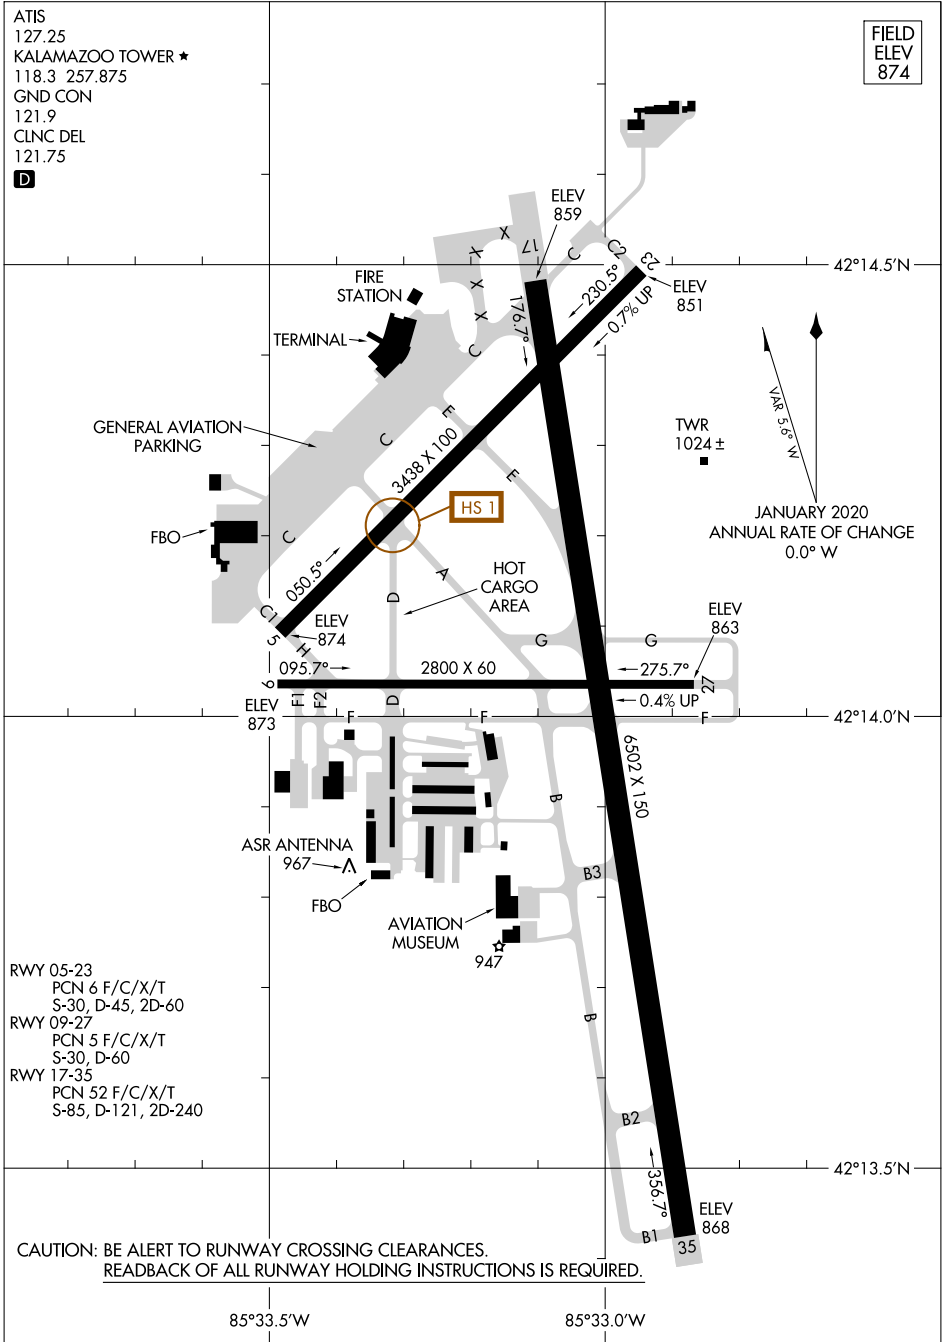 ATIS
127.25
KALAMAZOO TOWER ★
118.3 257.875
GND CON
121.9
CLNC DEL
121.75
D
FIELD
ELEV
874
ELEV
859
X
17
C
C2
23
X
42°14.5'N
FIRE
STATION
X
230.5°
ELEV
851
176.7°
0.7% UP
X
TERMINAL
C
VAR 5.6° W
E
TWR
1024 ±
GENERAL AVIATION
PARKING
C
3438 X 100
E
HS 1
JANUARY 2020
ANNUAL RATE OF CHANGE
0.0° W
FBO
C
A
HOT
CARGO
AREA
050.5°
D
C1
5
ELEV
874
ELEV
863
H
G
G
095.7°
2800 X 60
275.7°
9
27
F1
F2
D
0.4% UP
ELEV
873
F
F
F
42°14.0'N
6502 X 150
B
ASR ANTENNA
967
B3
FBO
AVIATION
MUSEUM
947
RWY 05-23
PCN 6 F/C/X/T
S-30, D-45, 2D-60
RWY 09-27
PCN 5 F/C/X/T
S-30, D-60
RWY 17-35
PCN 52 F/C/X/T
S-85, D-121, 2D-240
B
B2
42°13.5'N
356.7°
ELEV
868
B1
35
CAUTION: BE ALERT TO RUNWAY CROSSING CLEARANCES.
READBACK OF ALL RUNWAY HOLDING INSTRUCTIONS IS REQUIRED.
85°33.5'W
85°33.0'W